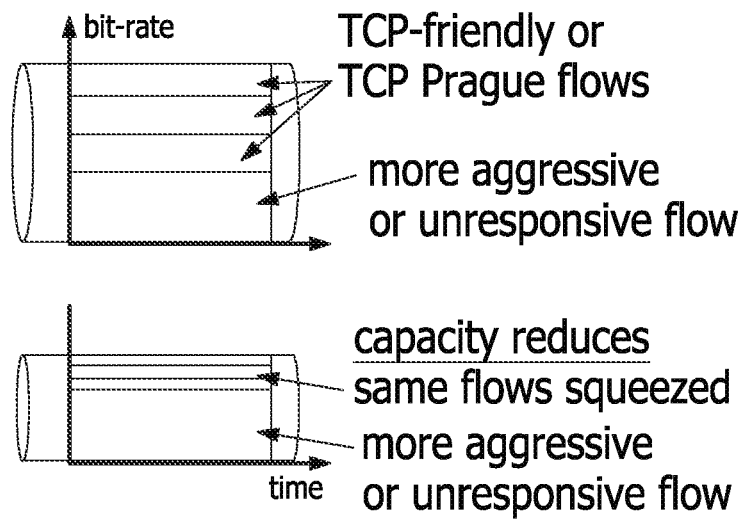 bit-rate
TCP-friendly or
TCP Prague flows
more aggressive
or unresponsive flow
capacity reduces
same flows squeezed
more aggressive
or unresponsive flow
time